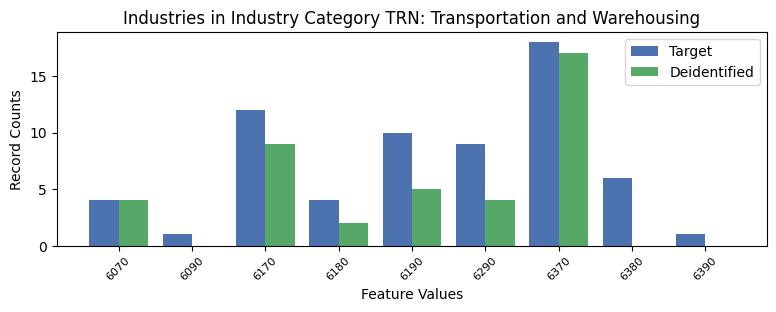 Industries in Industry Category TRN: Transportation and Warehousing
Target
Deidentified
Record Counts
15
10
5
0
6070 6090 6170 6180 6190 6290 6370 6380 6390
Feature Values